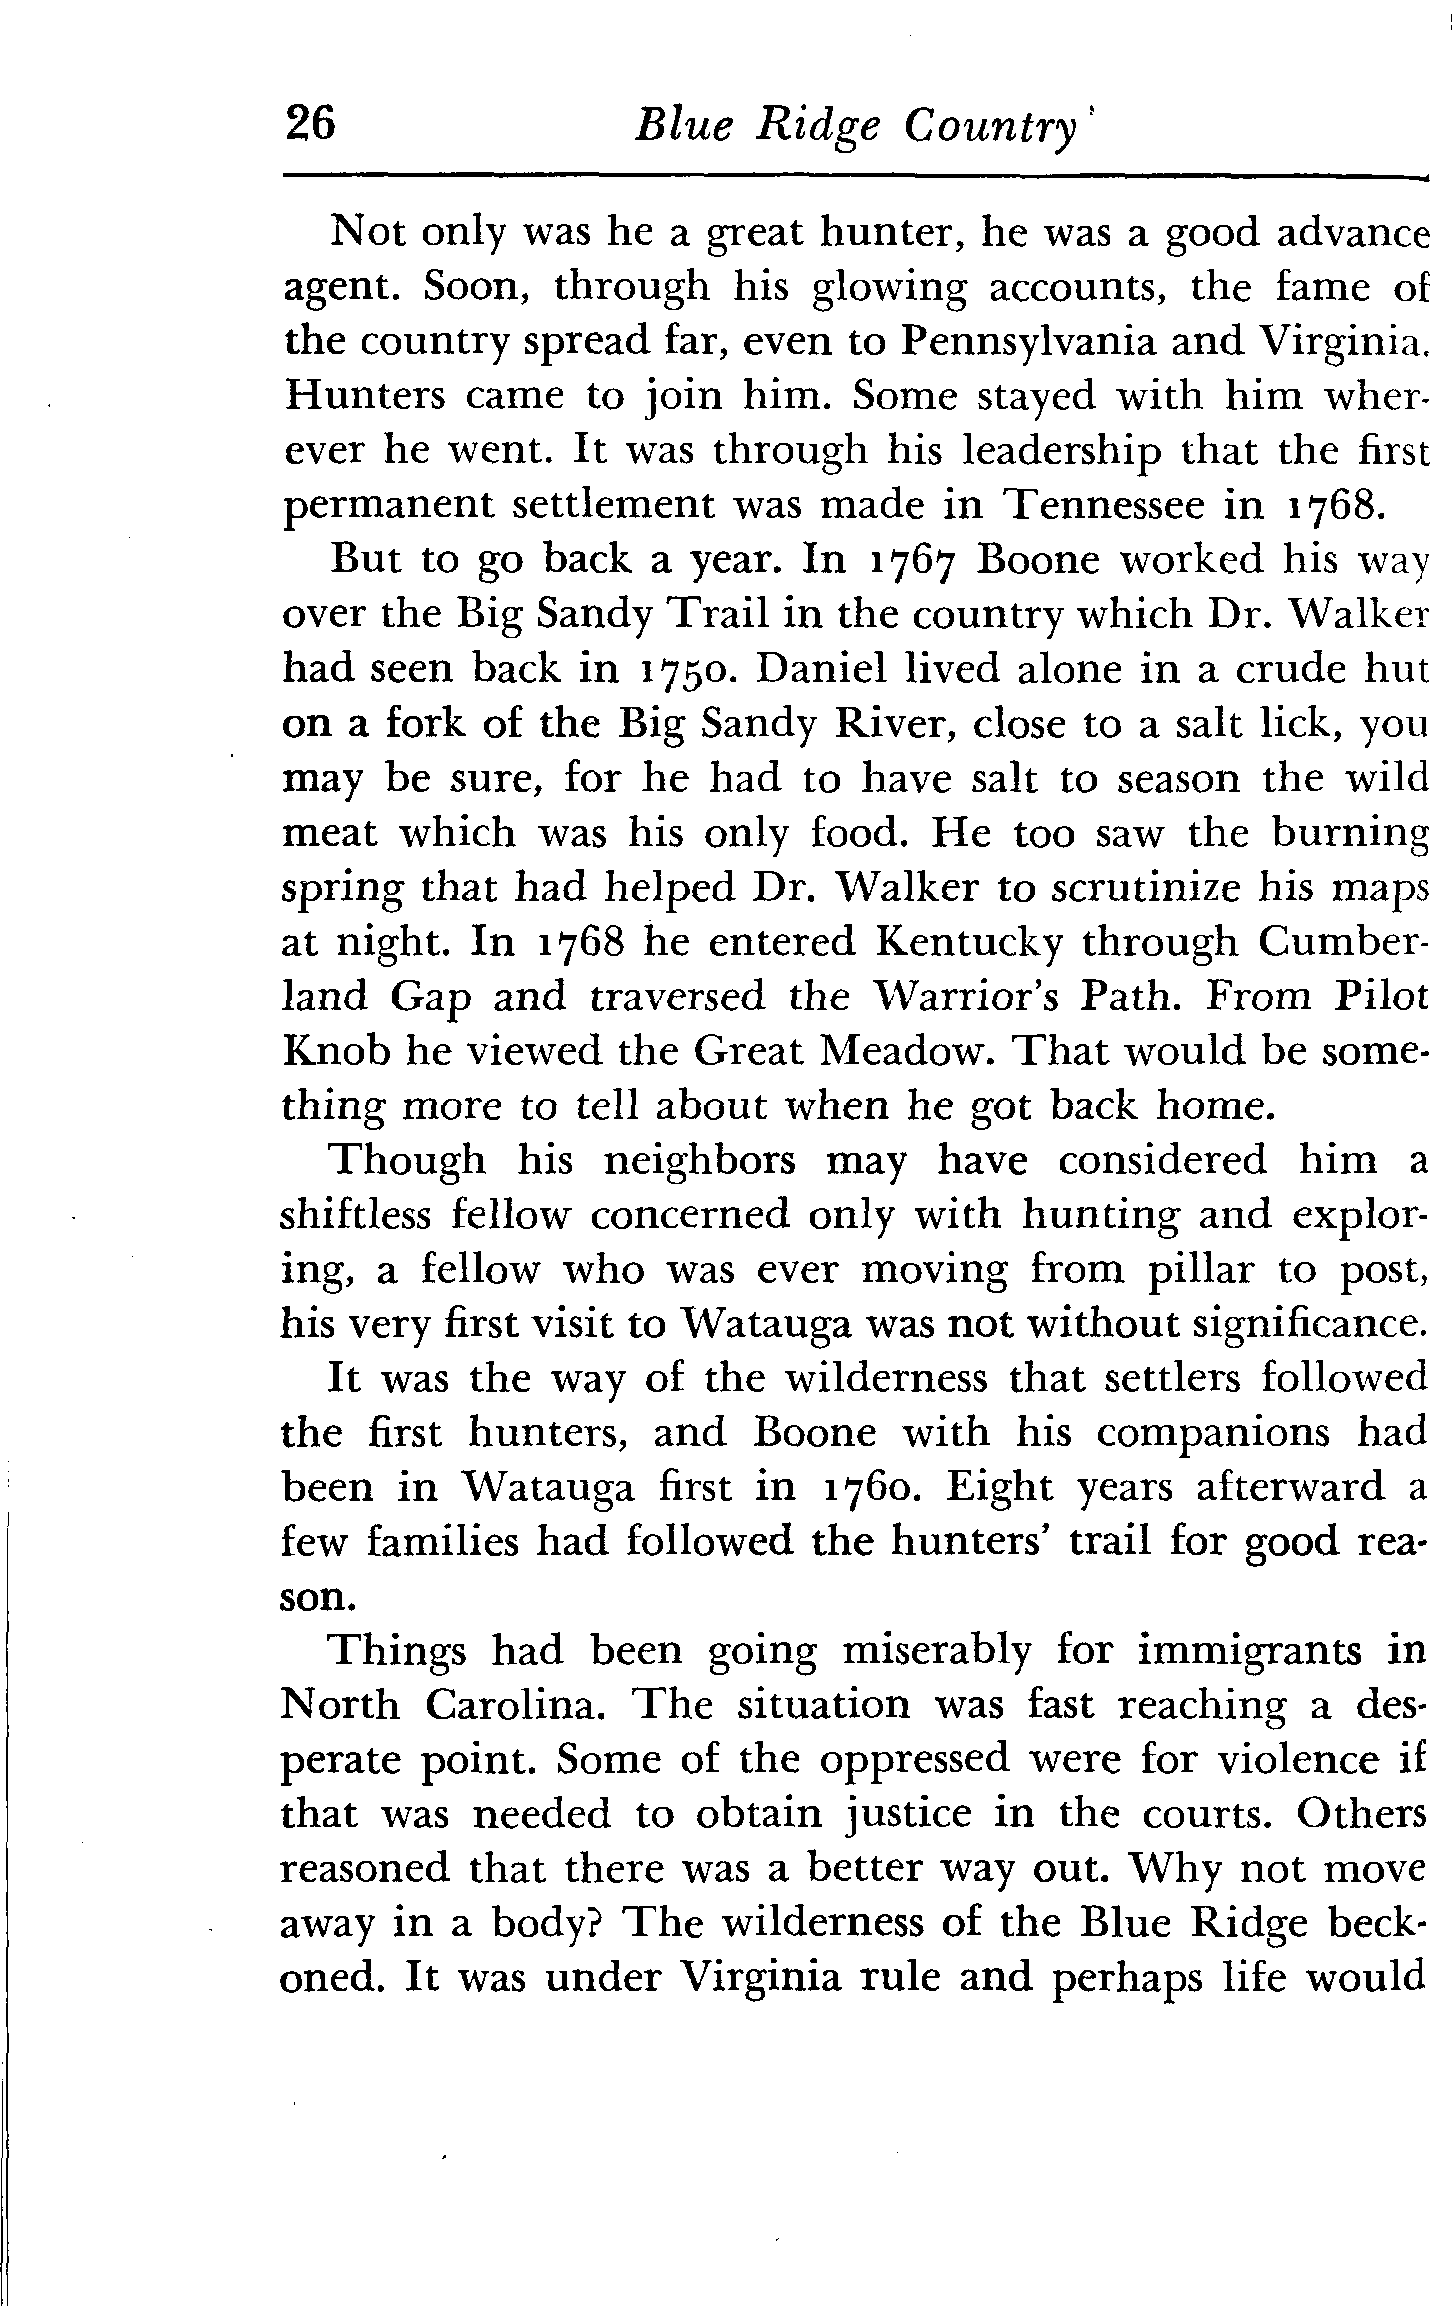 26 Blue Ridge Country
Not only was he a great hunter, he was a good advance
agent. Soon, through his glowing accounts, the fame of
the country spread far, even to Pennsylvania and Virginia.
Hunters came to join him. Some stayed with him wher-
ever he went. It was through his leadership that the first
permanent settlement was made in Tennessee in 1768.
But to go back a year. In 1767 Boone worked his way
over the Big Sandy Trail in the country which Dr. Walker
had seen back in 1750. Daniel lived alone in a crude hut
on a fork of the Big Sandy River, close to a salt lick, you
may be sure, for he had to have salt to season the wild
meat which was his only food. He too saw the burning
spring that had helped Dr. Walker to scrutinize his maps
at night. In 1768 he entered Kentucky through Cumber-
land Gap and traversed the Warrior's Path. From Pilot
Knob he viewed the Great Meadow. That would be some-
thing more to tell about when he got back home.
Though his neighbors may have considered him a
shiftless fellow concerned only with hunting and explor-
ing, a fellow who was ever moving from pillar to post,
his very first visit to Watauga was not without significance.
It was the way of the wilderness that settlers followed
the first hunters, and Boone with his companions had
been in Watauga first in 1760. Eight years afterward a
few families had followed the hunters' trail for good rea-
son.
Things had been going miserably for immigrants in
North Carolina. The situation was fast reaching a des-
perate point. Some of the oppressed were for violence if
that was needed to obtain justice in the courts. Others
reasoned that there was a better way out. Why not move
away in a body? The wilderness of the Blue Ridge beck-
oned. It was under Virginia rule and perhaps life would